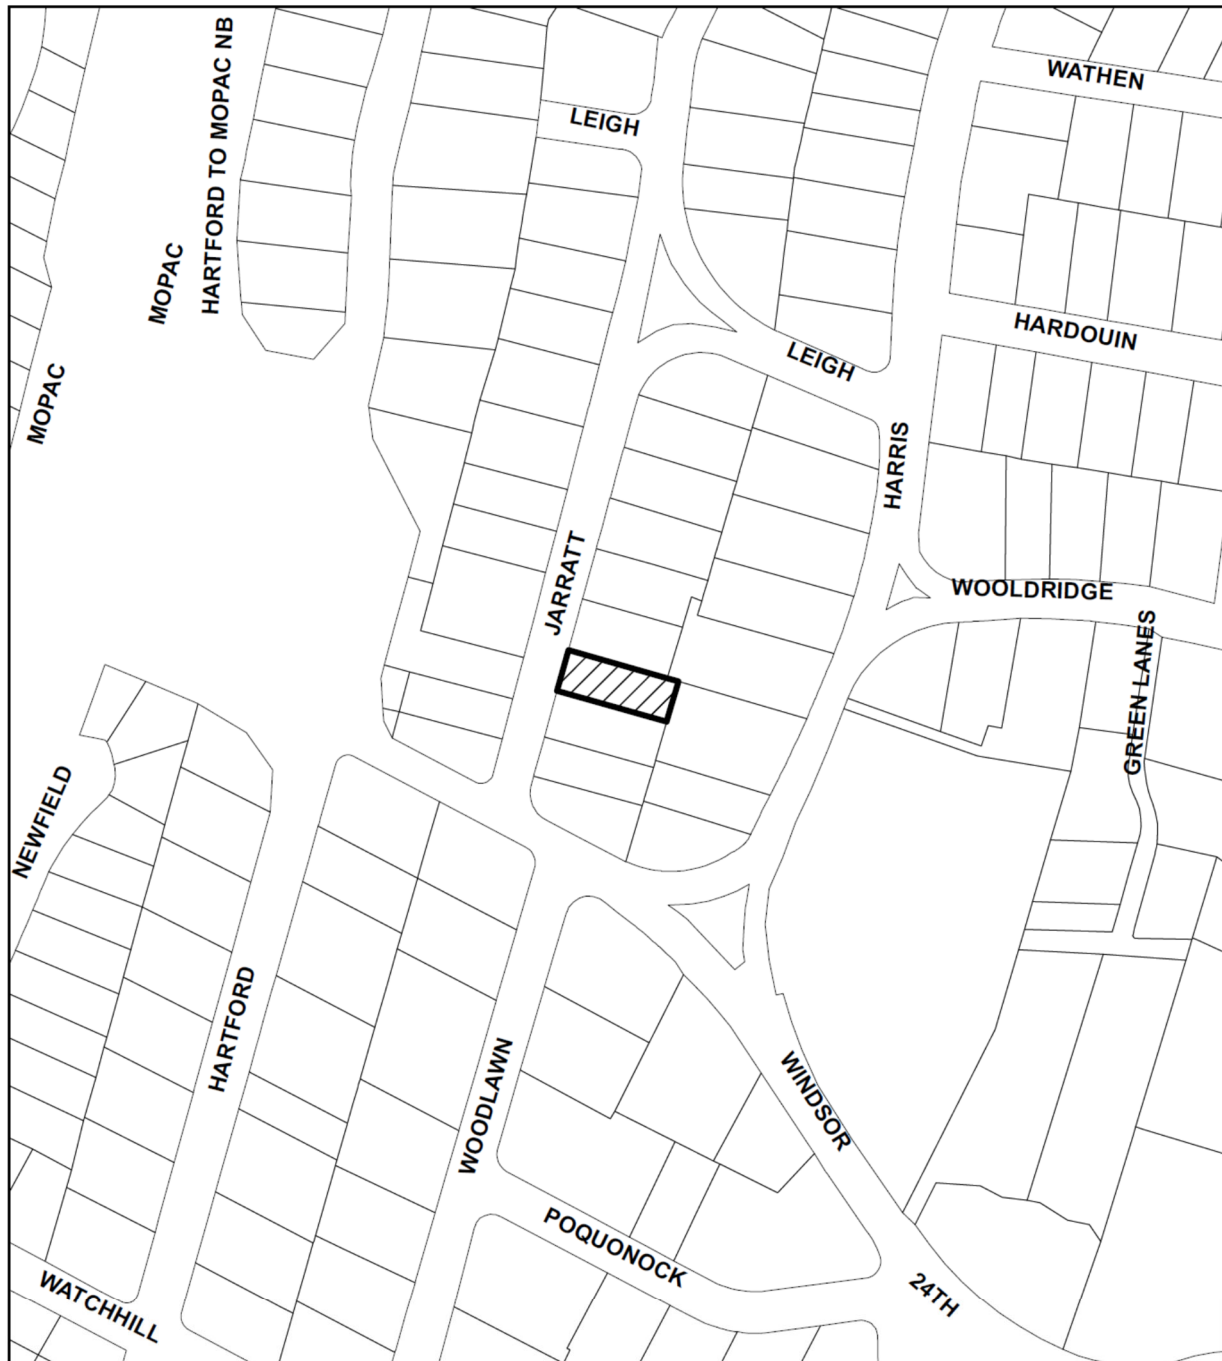 WATHEN
LEIGH
HARTFORD TO MOPAC NB
MOPAC
HARDOUIN
LEIGH
MOPAC
HARRIS
JARRATT
WOOLDRIDGE
GREEN LANES
NEWFIELD
HARTFORD
WOODLAWN
WINDSOR
POQUONOCK
24TH
WATCHHILL